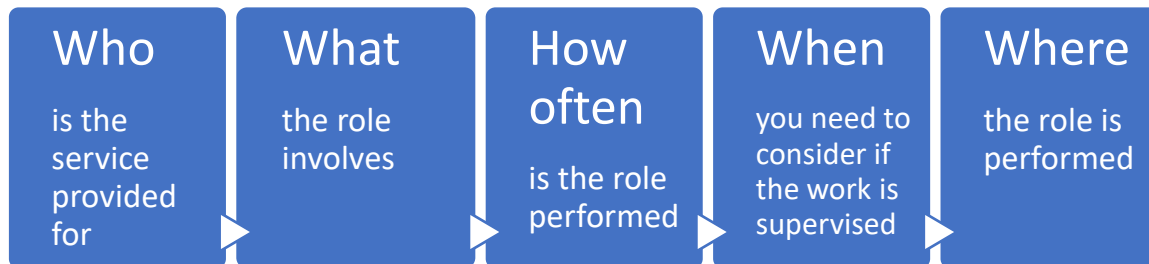 Who
is the
service
provided
for
What
the role
involves
How
often
is the role
performed
When
you need to
consider if
the work is
supervised
Where
the role is
performed